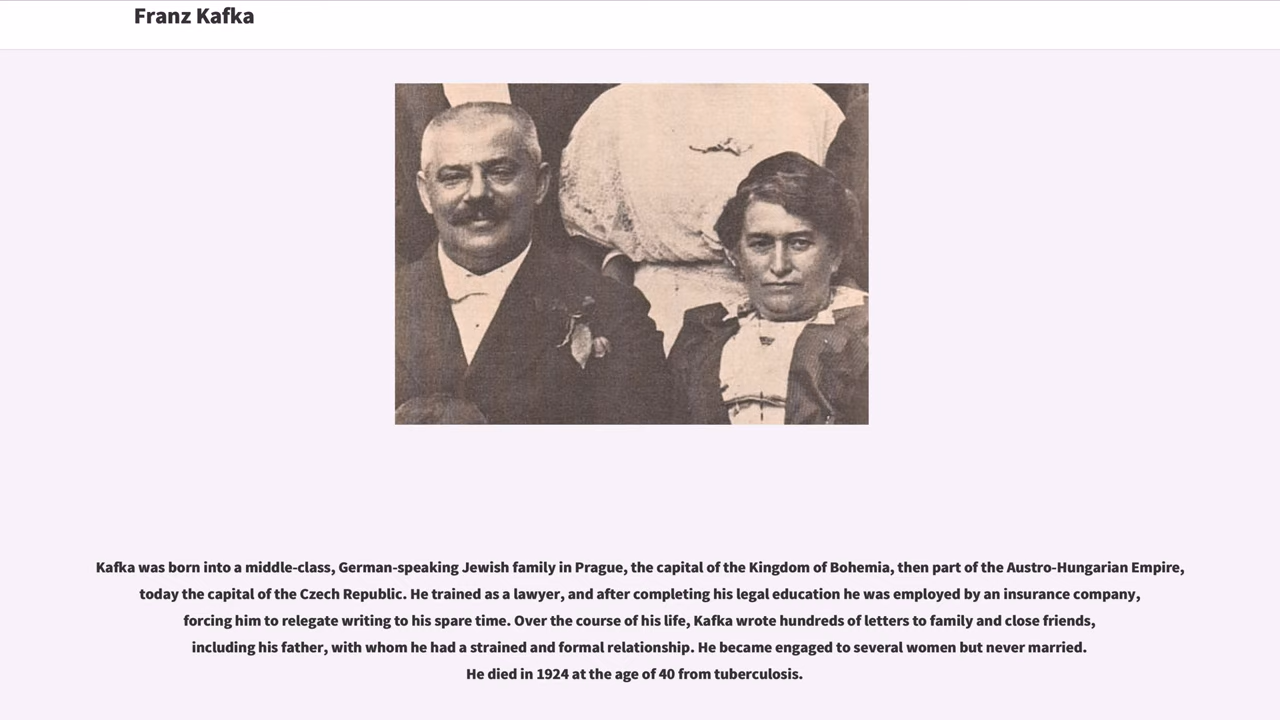 Franz Kafka
Kafka was born into a middle-class, German-speaking Jewish family in Prague, the capital of the Kingdom of Bohemia, then part of the Austro-Hungarian Empire,
today the capital of the Czech Republic. He trained as a lawyer, and after completing his legal education he was employed by an insurance company,
forcing him to relegate writing to his spare time. Over the course of his life, Kafka wrote hundreds of letters to family and close friends,
including his father, with whom he had a strained and formal relationship. He became engaged to several women but never married.
He died in 1924 at the age of 40 from tuberculosis.